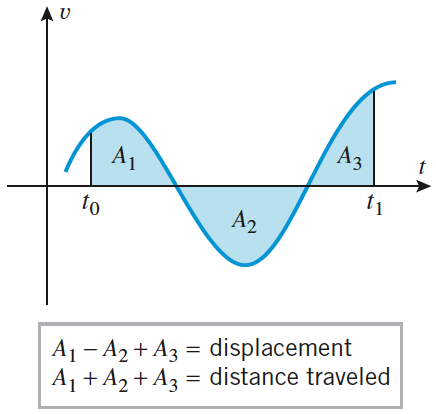 v
A₁
A₃
t
t₀
A₂
t₁
A₁ − A₂ + A₃ = displacement
A₁ + A₂ + A₃ = distance traveled